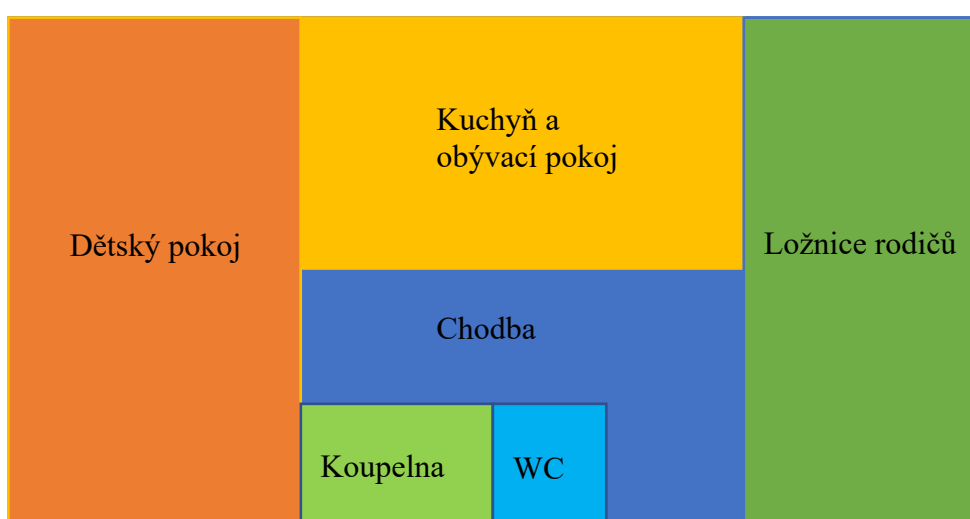 Kuchyň a
obývací pokoj
Dětský pokoj
Ložnice rodičů
Chodba
Koupelna
WC